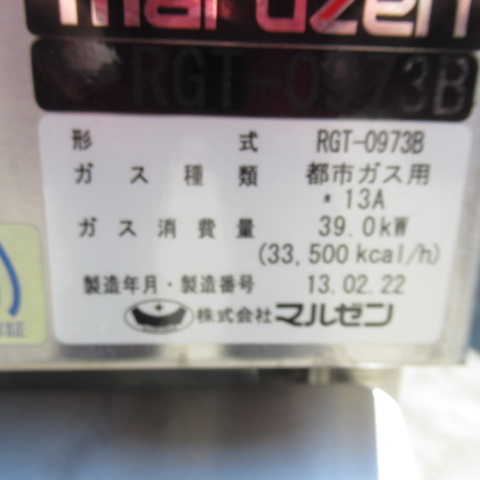 maruzen
RGT-0973B
形 式 RGT-0973B
ガス種類 都市ガス用
* 13A
ガス消費量 39.0kW
(33,500kcal/h)
製造年月・製造番号 13.02.22
株式会社マルゼン
証